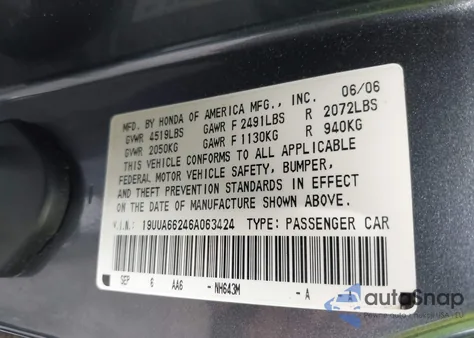 MFD. BY HONDA OF AMERICA MFG., INC. 06/06
GVWR 4519LBS GAWR F 2491LBS R 2072LBS
GVWR 2050KG GAWR F 1130KG R 940KG
THIS VEHICLE CONFORMS TO ALL APPLICABLE
FEDERAL MOTOR VEHICLE SAFETY, BUMPER,
AND THEFT PREVENTION STANDARDS IN EFFECT
ON THE DATE OF MANUFACTURE SHOWN ABOVE.
V.I.N.: 19UUA66246A063424 TYPE: PASSENGER CAR
SEP 6 AA6 -NH643M -A
autoSnap